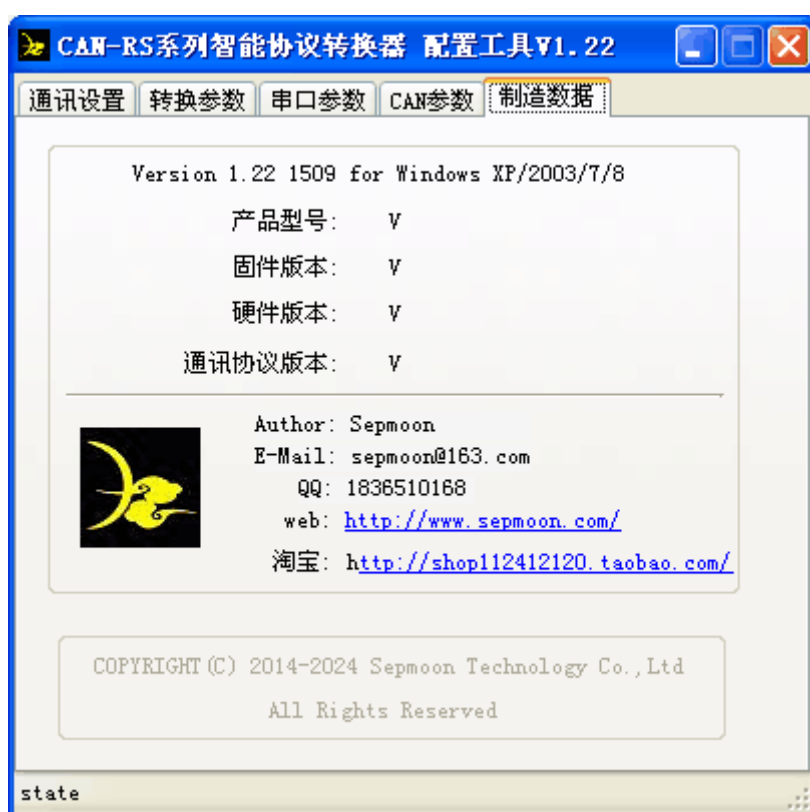 CAN-RS系列智能协议转换器 配置工具V1.22
通讯设置 转换参数 串口参数 CAN参数 制造数据
Version 1.22 1509 for Windows XP/2003/7/8
产品型号: V
固件版本: V
硬件版本: V
通讯协议版本: V
Author: Sepmoon
E-Mail: sepmoon@163.com
QQ: 1836510168
web: http://www.sepmoon.com/
淘宝: http://shop112412120.taobao.com/
COPYRIGHT(C) 2014-2024 Sepmoon Technology Co.,Ltd
All Rights Reserved
state